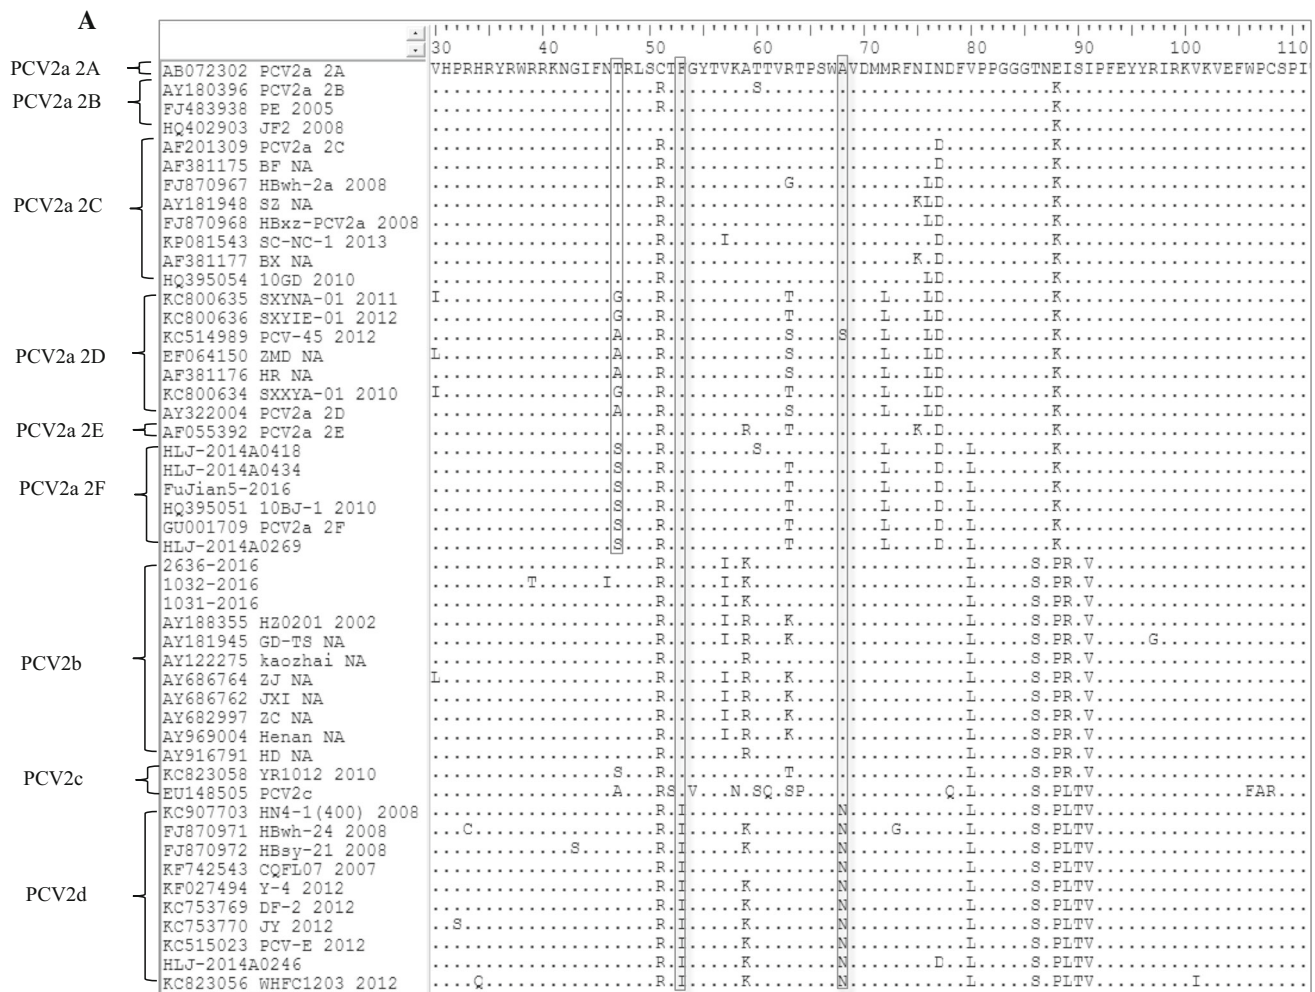 A
30 40 50 60 70 80 90 100 110
PCV2a 2A
AB072302 PCV2a 2A VHPRHRYRWRRKNGIFNTRLSCTFGYTVKATTVRTPSWAVDMMRFNINDFVPPGGGTNEISIPFEYYRIRKVKVEFWPCSPI
PCV2a 2B
AY180396 PCV2a 2B .....................R........S...........................K.......................
FJ483938 PE 2005 .....................R....................................K.......................
HQ402903 JF2 2008 ..........................................................K.......................
PCV2a 2C
AF201309 PCV2a 2C .....................R.........................D..........K.......................
AF381175 BF NA .....................R.........................D..........K.......................
FJ870967 HBwh-2a 2008 .....................R...........G............LD..........K.......................
AY181948 SZ NA .....................R.......................KLD..........K.......................
FJ870968 HBxz-PCV2a 2008 .....................R........................LD..........K.......................
KP081543 SC-NC-1 2013 .....................R.....I...................D..........K.......................
AF381177 BX NA .....................R.......................K.D..........K.......................
HQ395054 10GD 2010 .....................R........................LD..........K.......................
PCV2a 2D
KC800635 SXYNA-01 2011 I................G...R...........T........L...LD..........K.......................
KC800636 SXYIE-01 2012 .................G...R...........T........L...LD..........K.......................
KC514989 PCV-45 2012 .................A...R...........S....S...L...LD..........K.......................
EF064150 ZMD NA L................A...R...........S........L...LD..........K.......................
AF381176 HR NA .................A...R...........S........L...LD..........K.......................
KC800634 SXXYA-01 2010 I................G...R...........T........L...LD..........K.......................
AY322004 PCV2a 2D .................A...R...........S........L...LD..........K.......................
PCV2a 2E
AF055392 PCV2a 2E .....................R.......R...T...........K.D..........K.......................
PCV2a 2F
HLJ-2014A0418 .................S...R........S...........L....D..L.......K.......................
HLJ-2014A0434 .................S...R...........T........L....D..L.......K.......................
FuJian5-2016 .................S...R...........T........L....D..L.......K.......................
HQ395051 10BJ-1 2010 .................S...R...........T........L....D..L.......K.......................
GU001709 PCV2a 2F .................S...R...........T........L....D..L.......K.......................
HLJ-2014A0269 .................S...R...........T........L....D..L.......K.......................
PCV2b
2636-2016 .....................R.....I.K....................L.....S.PR.V....................
1032-2016 .........T......I....R.....I.K....................L.....S.PR.V....................
1031-2016 .....................R.....I.K....................L.....S.PR.V....................
AY188355 HZ0201 2002 .....................R.....I.R...K................L.....S.PR.V....................
AY181945 GD-TS NA .....................R.....I.R...K................L.....S.PR.V.....G..............
AY122275 kaozhai NA .....................R.......R....................L.....S.PR.V....................
AY686764 ZJ NA L....................R.....I.R...K................L.....S.PR.V....................
AY686762 JXI NA .....................R.....I.R...K................L.....S.PR.V....................
AY682997 ZC NA .....................R.....I.R...K................L.....S.PR.V....................
AY969004 Henan NA .....................R.....I.R...K................L.....S.PR.V....................
AY916791 HD NA .....................R.......R....................L.....S.PR.V....................
PCV2c
KC823058 YR1012 2010 .................S...R...........T................L.....S.PR.V....................
EU148505 PCV2c .................A...RS.V...N.SQ.SP.............Q.L.....S.PLTV..............FAR...
PCV2d
KC907703 HN4-1(400) 2008 .....................R.I..............N...........L.....S.PLTV....................
FJ870971 HBwh-24 2008 ...C.................R.I.....K........N....G......L.....S.PLTV....................
FJ870972 HBsy-21 2008 .............S.......R.I.....K........N...........L.....S.PLTV....................
KF742543 CQFL07 2007 .....................R.I..............N...........L.....S.PLTV....................
KF027494 Y-4 2012 .....................R.I.....K........N...........L.....S.PLTV....................
KC753769 DF-2 2012 .....................R.I.....K........N...........L.....S.PLTV....................
KC753770 JY 2012 ..S..................R.I.....K........N...........L.....S.PLTV....................
KC515023 PCV-E 2012 .....................R.I.....K........N...........L.....S.PLTV....................
HLJ-2014A0246 .....................R.I.....K........N........D..L.....S.PLTV....................
KC823056 WHFC1203 2012 ....Q................R.I.....K........N...........L.....S.PLTV.........I..........